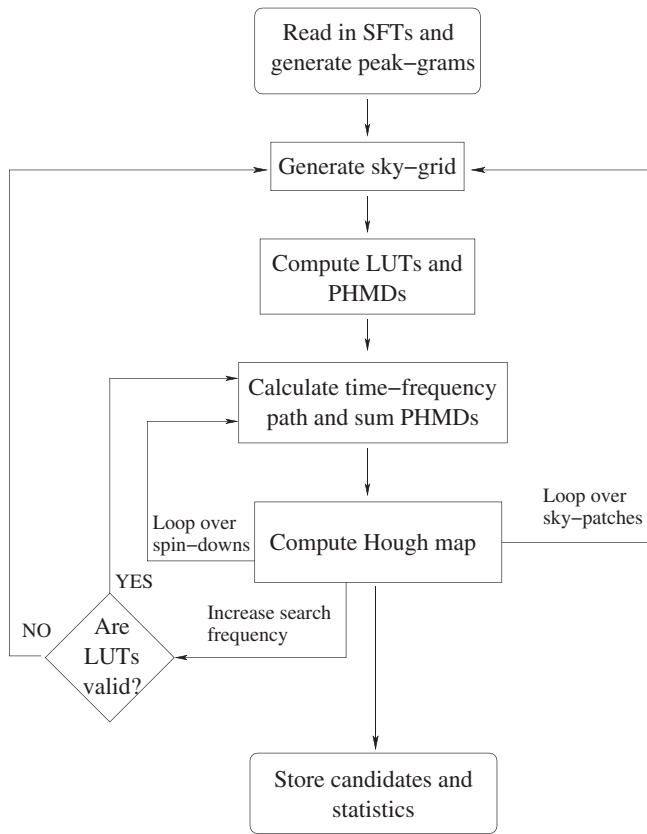 Read in SFTs and
generate peak−grams
Generate sky−grid
Compute LUTs and
PHMDs
Calculate time−frequency
path and sum PHMDs
Loop over
spin−downs
Compute Hough map
Loop over
sky−patches
YES
NO
Are
LUTs
valid?
Increase search
frequency
Store candidates and
statistics